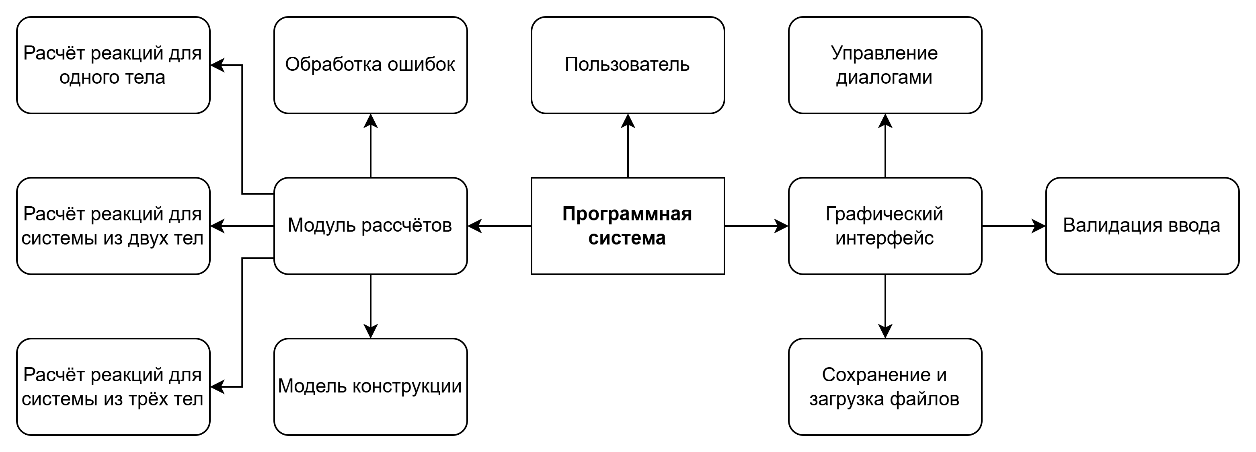 Расчёт реакций для
одного тела
Обработка ошибок
Пользователь
Управление
диалогами
Расчёт реакций для
системы из двух тел
Модуль рассчётов
Программная
система
Графический
интерфейс
Валидация ввода
Расчёт реакций для
системы из трёх тел
Модель конструкции
Сохранение и
загрузка файлов